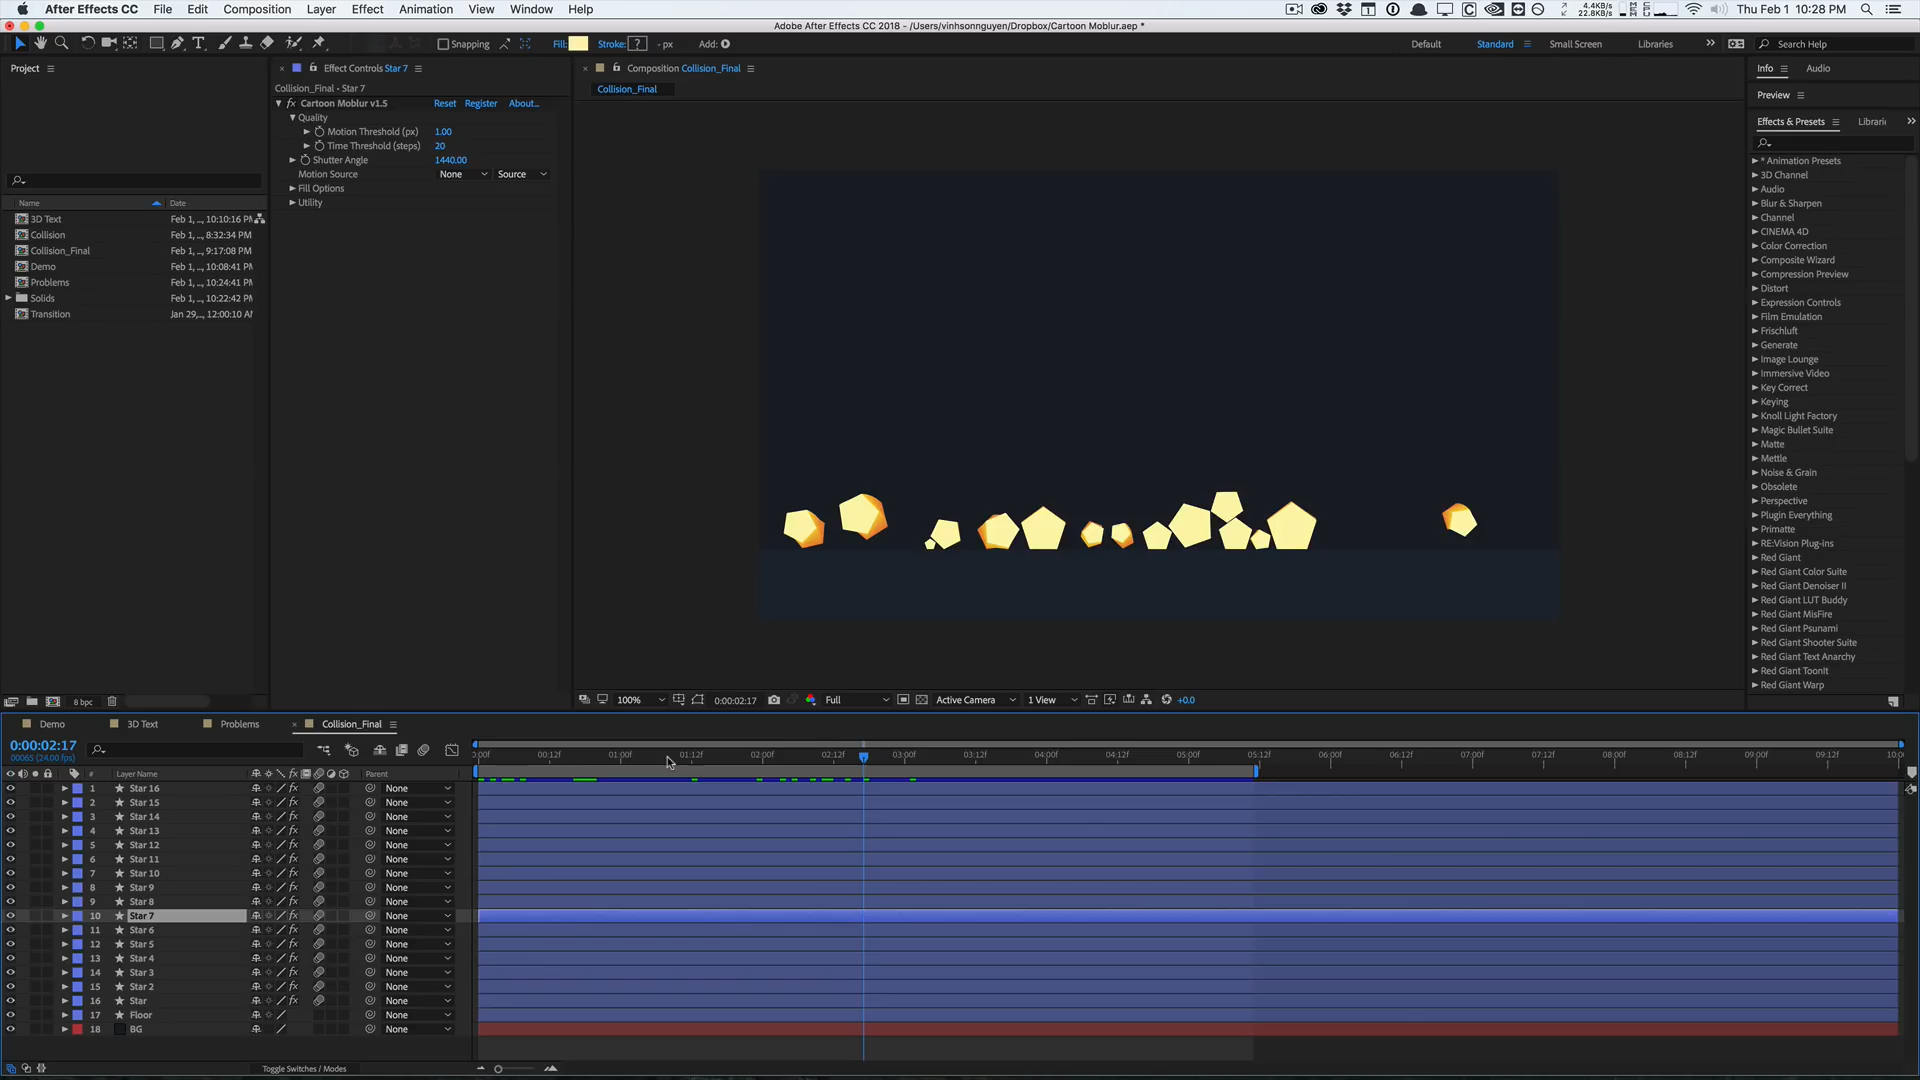 After Effects CC File Edit Composition Layer Effect Animation View Window Help
4.4KB/s
22.8KB/s
Thu Feb 1 10:28 PM
Adobe After Effects CC 2018 - /Users/vinhsonnguyen/Dropbox/Cartoon Moblur.aep *
Snapping Fill: Stroke: ? - px Add: Default Standard Small Screen Libraries Search Help
Project
Effect Controls Star 7
Composition Collision_Final
Info Audio
Collision_Final • Star 7
Collision_Final
Preview
Cartoon Moblur v1.5 Reset Register About...
Quality
Motion Threshold (px) 1.00
Time Threshold (steps) 20
Shutter Angle 1440.00
Motion Source None Source
Fill Options
Utility
Name Date
3D Text Feb 1, ..., 10:10:16 PM
Collision Feb 1, ..., 8:32:34 PM
Collision_Final Feb 1, ..., 9:17:08 PM
Demo Feb 1, ..., 10:08:41 PM
Problems Feb 1, ..., 10:24:41 PM
Solids Feb 1, ..., 10:22:42 PM
Transition Jan 29,... 12:00:10 AM
Effects & Presets Librari
* Animation Presets
3D Channel
Audio
Blur & Sharpen
Channel
CINEMA 4D
Color Correction
Composite Wizard
Compression Preview
Distort
Expression Controls
Film Emulation
Frischluft
Generate
Image Lounge
Immersive Video
Key Correct
Keying
Knoll Light Factory
Magic Bullet Suite
Matte
Mettle
Noise & Grain
Obsolete
Perspective
Plugin Everything
Primatte
RE:Vision Plug-ins
Red Giant
Red Giant Color Suite
Red Giant Denoiser II
Red Giant LUT Buddy
Red Giant MisFire
Red Giant Psunami
Red Giant Shooter Suite
Red Giant Text Anarchy
Red Giant ToonIt
Red Giant Warp
8 bpc
100% 0:00:02:17 Full Active Camera 1 View +0.0
Demo 3D Text Problems Collision_Final
0:00:02:17
00065 (24.00 fps)
:00f 00:12f 01:00f 01:12f 02:00f 02:12f 03:00f 03:12f 04:00f 04:12f 05:00f 05:12f 06:00f 06:12f 07:00f 07:12f 08:00f 08:12f 09:00f 09:12f 10:0
# Layer Name Parent
1 Star 16 None
2 Star 15 None
3 Star 14 None
4 Star 13 None
5 Star 12 None
6 Star 11 None
7 Star 10 None
8 Star 9 None
9 Star 8 None
10 Star 7 None
11 Star 6 None
12 Star 5 None
13 Star 4 None
14 Star 3 None
15 Star 2 None
16 Star None
17 Floor None
18 BG None
Toggle Switches / Modes